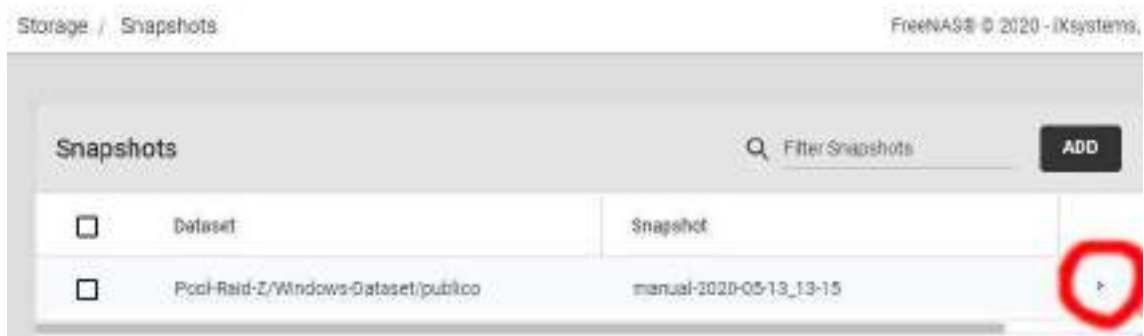 Storage / Snapshots
FreeNAS® © 2020 - iXsystems,
Snapshots
Filter Snapshots
ADD
Dataset
Snapshot
Pool-Raid-Z/Windows-Dataset/publico
manual-2020-05-13_13-15